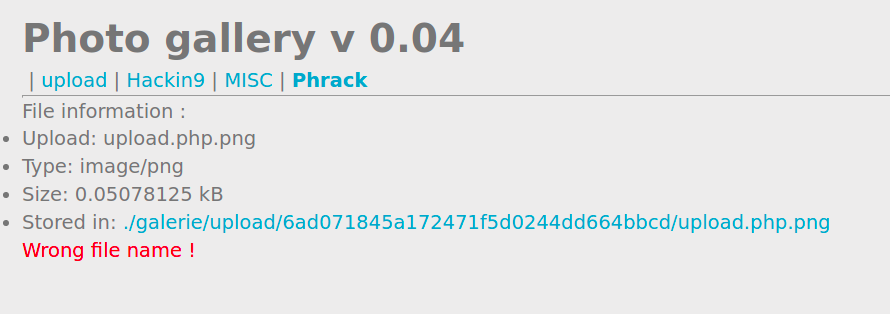 Photo gallery v 0.04
| upload | Hackin9 | MISC | Phrack
File information :
Upload: upload.php.png
Type: image/png
Size: 0.05078125 kB
Stored in: ./galerie/upload/6ad071845a172471f5d0244dd664bbcd/upload.php.png
Wrong file name !